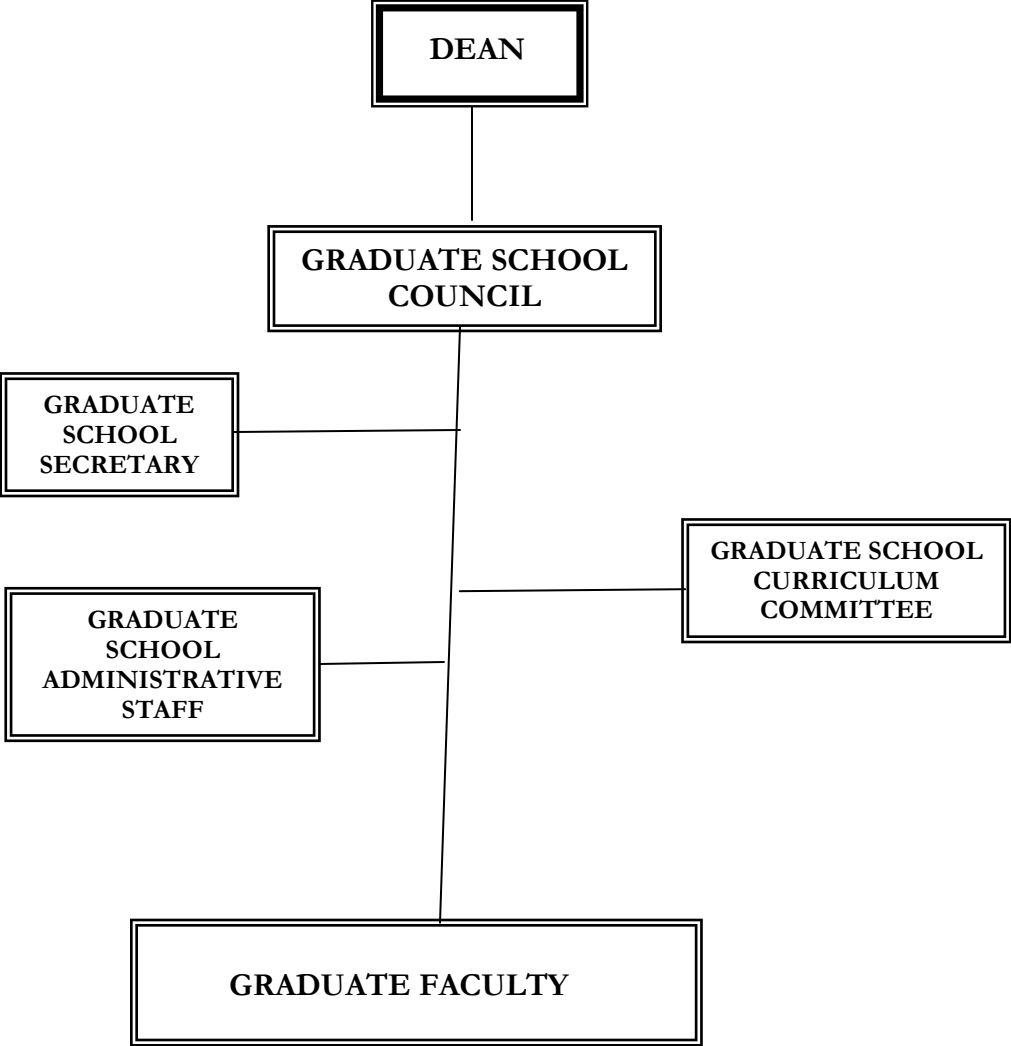 DEAN
GRADUATE SCHOOL
COUNCIL
GRADUATE
SCHOOL
SECRETARY
GRADUATE SCHOOL
CURRICULUM
COMMITTEE
GRADUATE
SCHOOL
ADMINISTRATIVE
STAFF
GRADUATE FACULTY